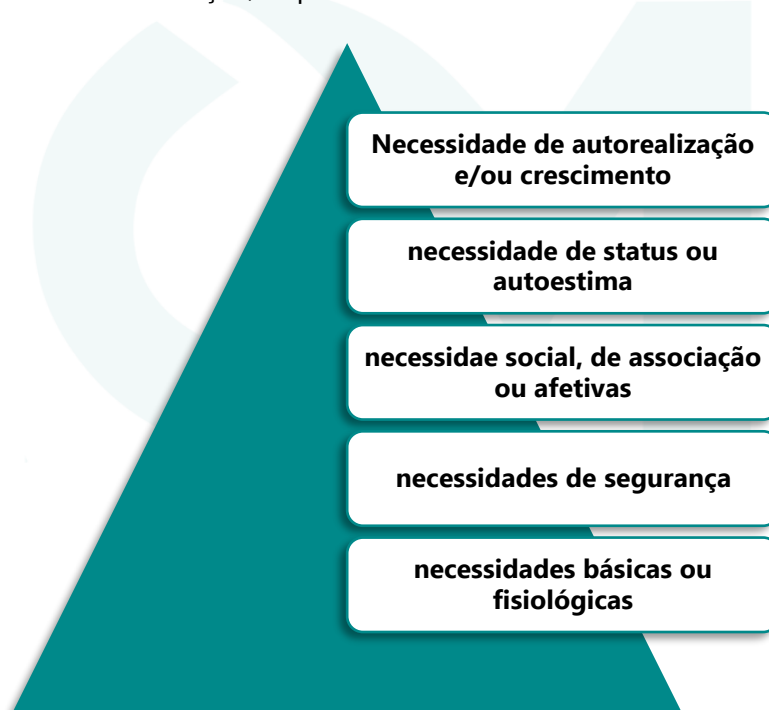 Necessidade de autorealização
e/ou crescimento
necessidade de status ou
autoestima
necessidae social, de associação
ou afetivas
necessidades de segurança
necessidades básicas ou
fisiológicas